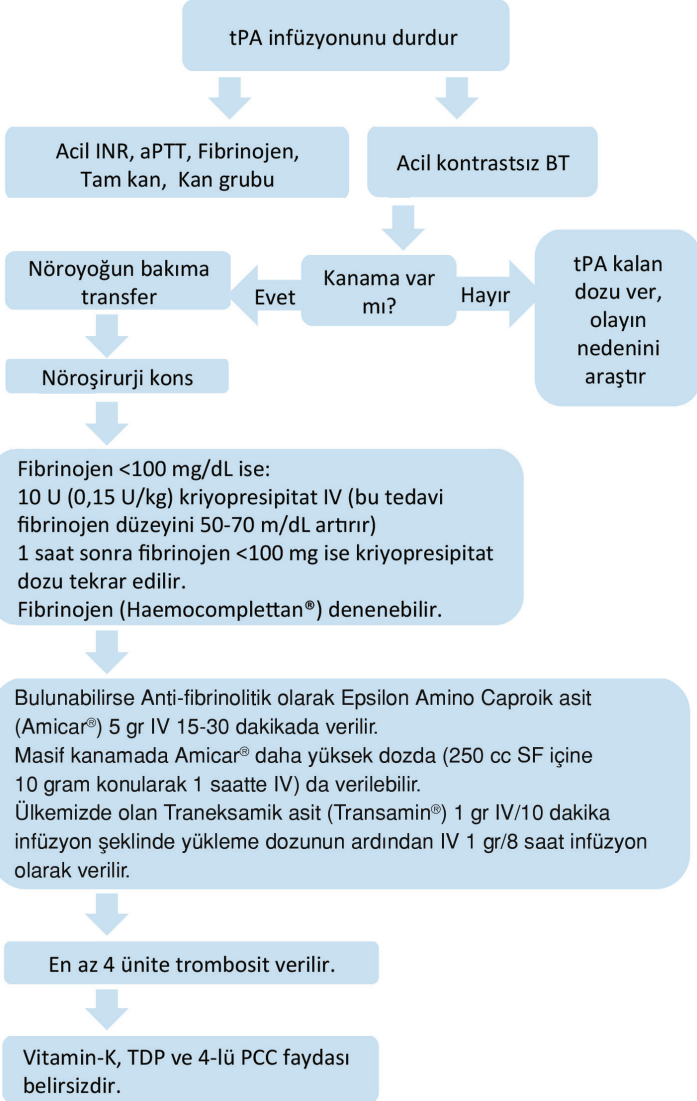 tPA infüzyonunu durdur
Acil INR, aPTT, Fibrinojen,
Tam kan, Kan grubu
Acil kontrastsız BT
Nöroyoğun bakıma
transfer
Evet
Kanama var
mı?
Hayır
tPA kalan
dozu ver,
olayın
nedenini
araştır
Nöroşirurji kons
Fibrinojen <100 mg/dL ise:
10 U (0,15 U/kg) kriyopresipitat IV (bu tedavi
fibrinojen düzeyini 50-70 m/dL artırır)
1 saat sonra fibrinojen <100 mg ise kriyopresipitat
dozu tekrar edilir.
Fibrinojen (Haemocomplettan®) denenebilir.
Bulunabilirse Anti-fibrinolitik olarak Epsilon Amino Caproik asit
(Amicar®) 5 gr IV 15-30 dakikada verilir.
Masif kanamada Amicar® daha yüksek dozda (250 cc SF içine
10 gram konularak 1 saatte IV) da verilebilir.
Ülkemizde olan Traneksamik asit (Transamin®) 1 gr IV/10 dakika
infüzyon şeklinde yükleme dozunun ardından IV 1 gr/8 saat infüzyon
olarak verilir.
En az 4 ünite trombosit verilir.
Vitamin-K, TDP ve 4-lü PCC faydası
belirsizdir.